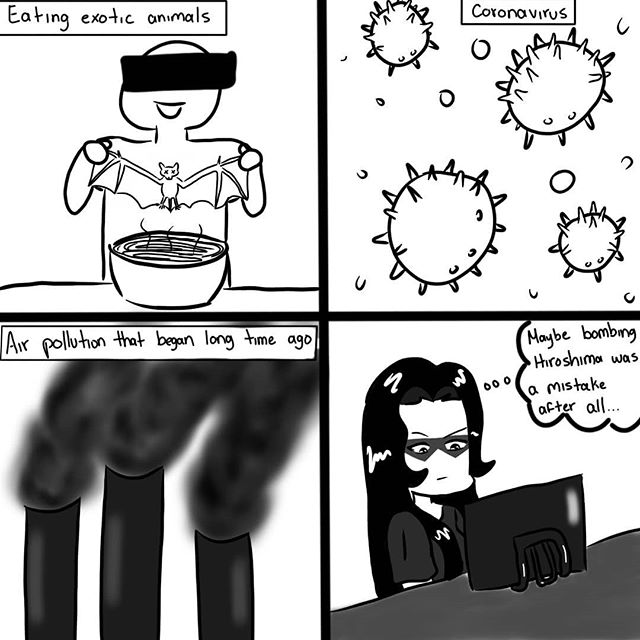 Eating exotic animals
Coronavirus
Air pollution that began long time ago
Maybe bombing
Hiroshima was
a mistake
after all...